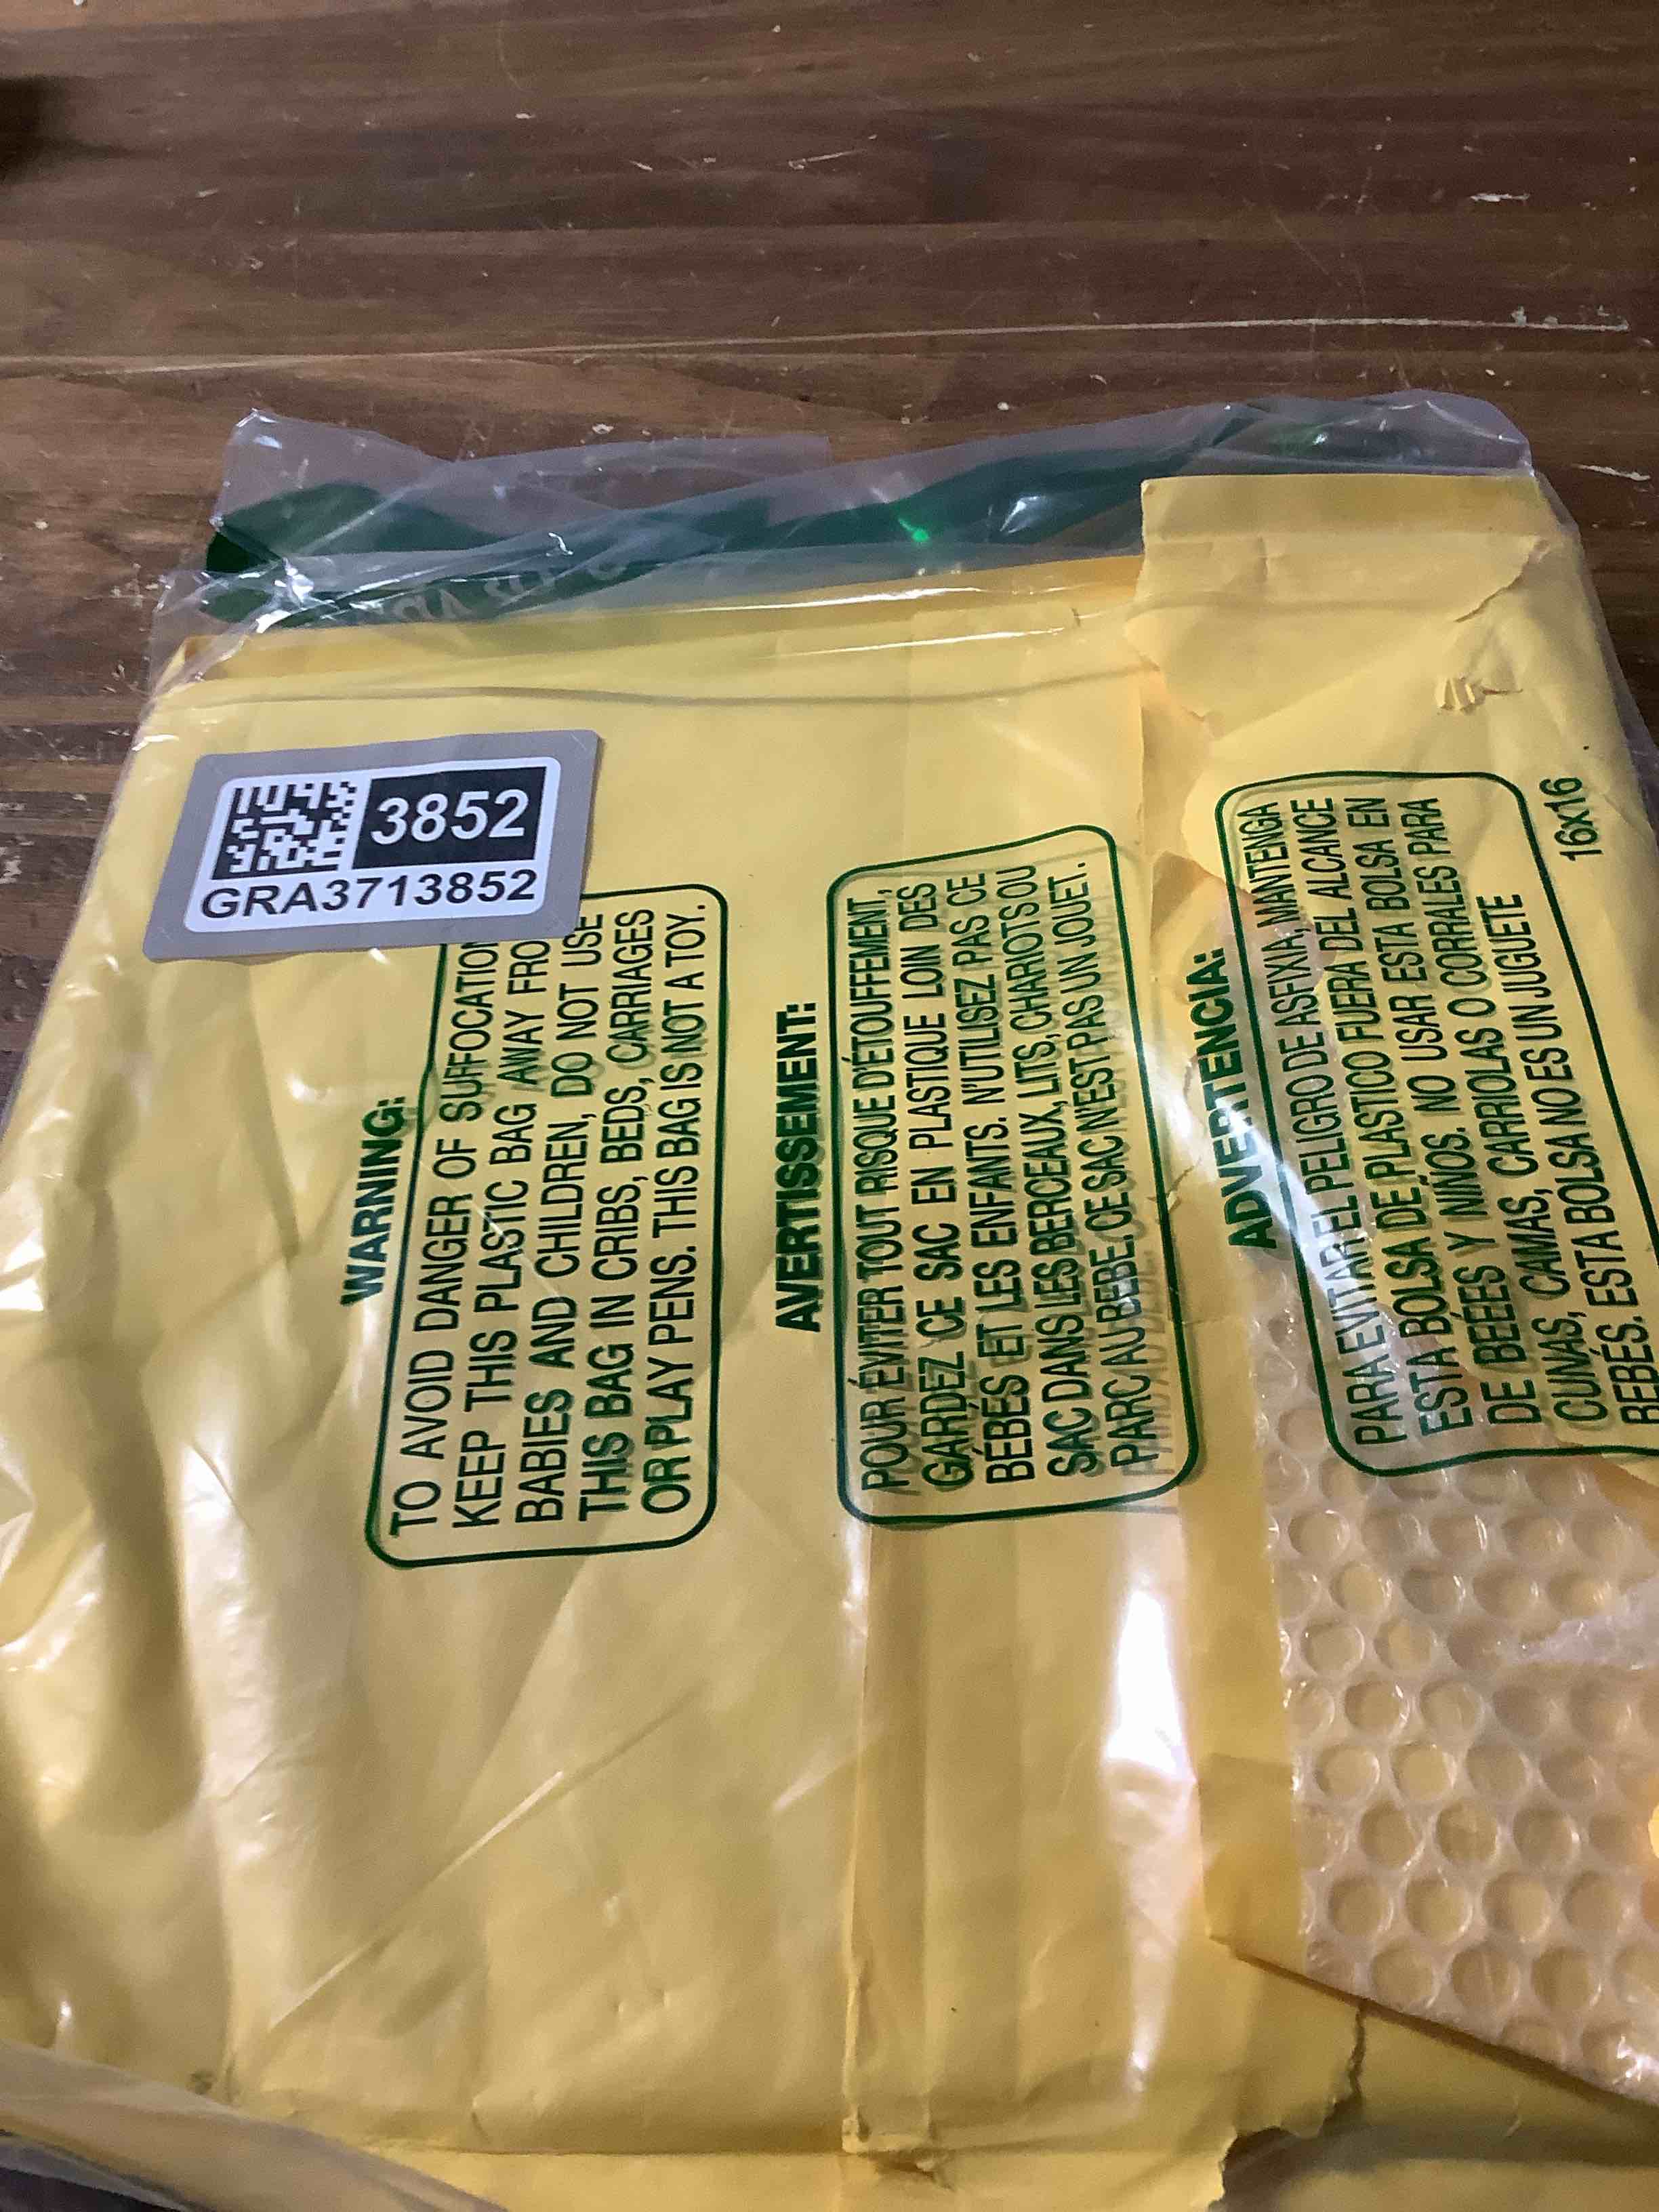 3852
GRA3713852
WARNING:
TO AVOID DANGER OF SUFFOCATION
KEEP THIS PLASTIC BAG AWAY FRO
BABIES AND CHILDREN, DO NOT USE
THIS BAG IN CRIBS, BEDS, CARRIAGES
OR PLAY PENS. THIS BAG IS NOT A TOY.
AVERTISSEMENT:
POUR ÉVITER TOUT RISQUE D'ÉTOUFFEMENT,
GARDEZ CE SAC EN PLASTIQUE LOIN DES
BÉBÉS ET LES ENFANTS. N'UTILISEZ PAS CE
SAC DANS LES BERCEAUX, LITS, CHARIOTS OU
PARC AU BEBE, CE SAC N'EST PAS UN JOUET.
ADVERTENCIA:
PARA EVITAR EL PELIGRO DE ASFIXIA, MANTENGA
ESTA BOLSA DE PLASTICO FUERA DEL ALCANCE
DE BEBES Y NIÑOS. NO USAR ESTA BOLSA EN
CUNAS, CAMAS, CARRIOLAS O CORRALES PARA
BEBÉS. ESTA BOLSA NO ES UN JUGUETE
16x16